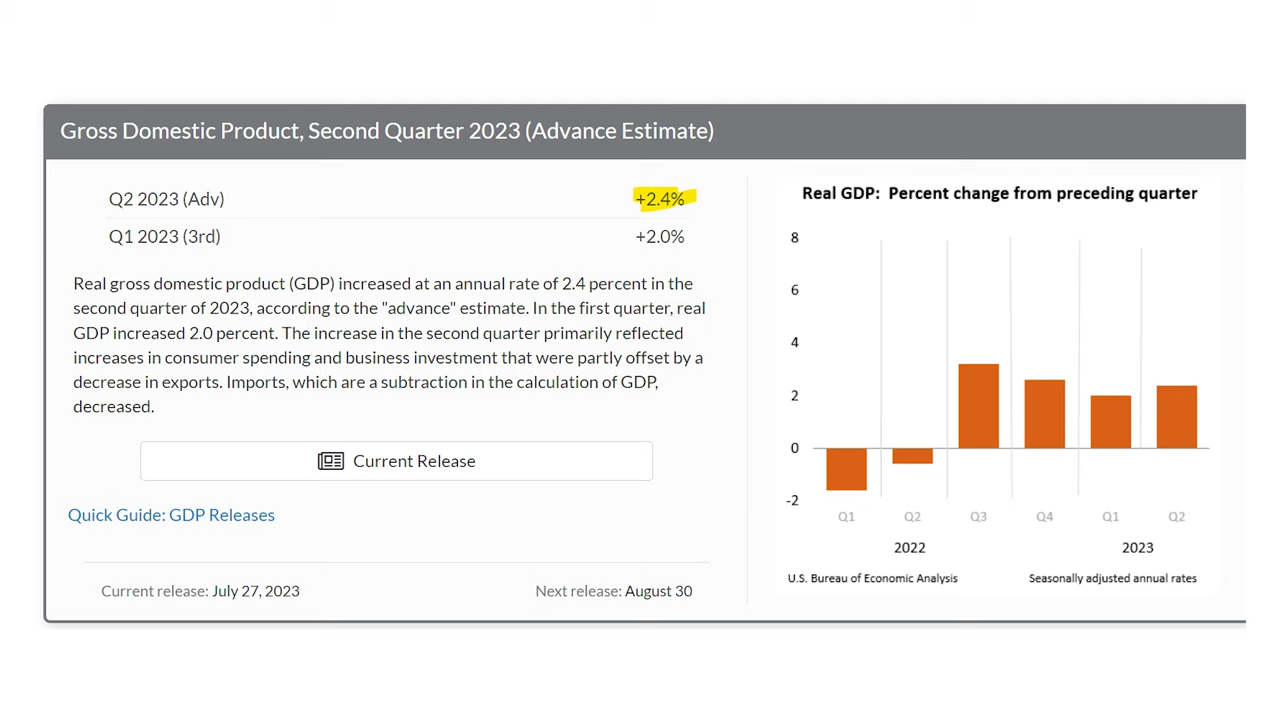 Gross Domestic Product, Second Quarter 2023 (Advance Estimate)
Q2 2023 (Adv) +2.4%
Q1 2023 (3rd) +2.0%
Real gross domestic product (GDP) increased at an annual rate of 2.4 percent in the
second quarter of 2023, according to the "advance" estimate. In the first quarter, real
GDP increased 2.0 percent. The increase in the second quarter primarily reflected
increases in consumer spending and business investment that were partly offset by a
decrease in exports. Imports, which are a subtraction in the calculation of GDP,
decreased.
Current Release
Quick Guide: GDP Releases
Current release: July 27, 2023
Next release: August 30
Real GDP: Percent change from preceding quarter
8
6
4
2
0
-2
Q1 Q2 Q3 Q4 Q1 Q2
2022 2023
U.S. Bureau of Economic Analysis
Seasonally adjusted annual rates